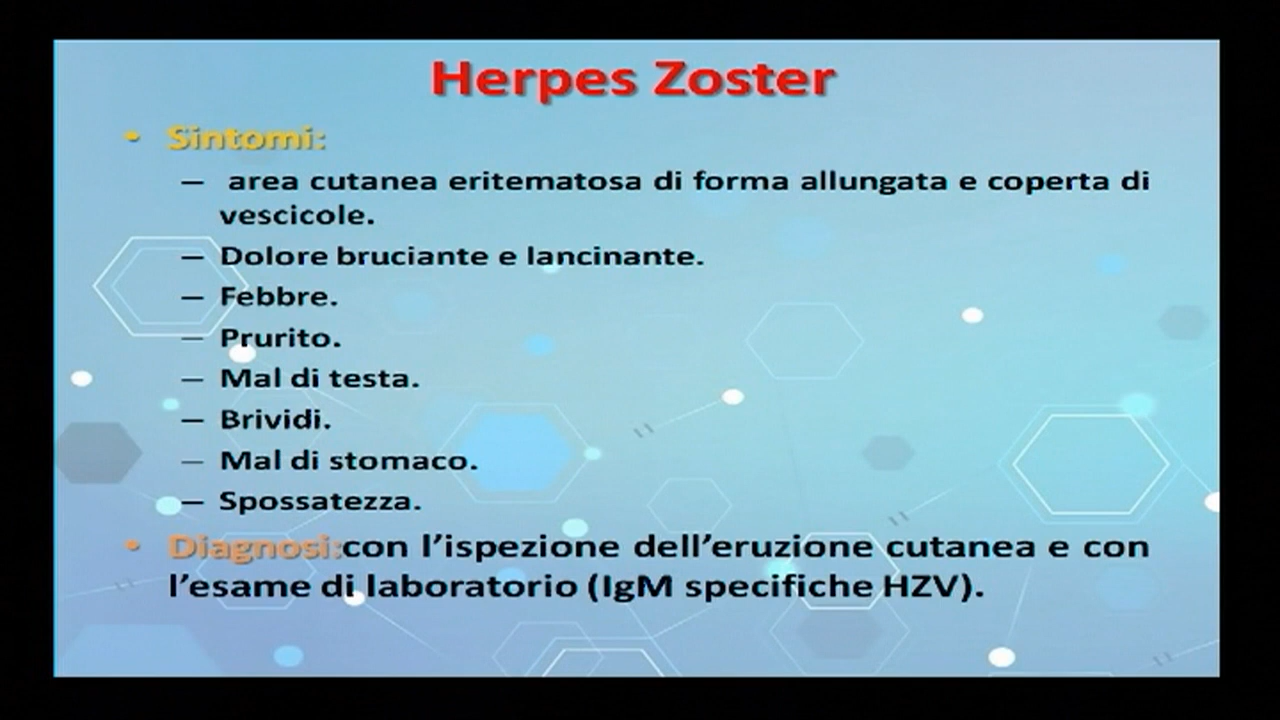 Herpes Zoster
• Sintomi:
– area cutanea eritematosa di forma allungata e coperta di
vescicole.
– Dolore bruciante e lancinante.
– Febbre.
– Prurito.
– Mal di testa.
– Brividi.
– Mal di stomaco.
– Spossatezza.
• Diagnosi:con l’ispezione dell’eruzione cutanea e con
l’esame di laboratorio (IgM specifiche HZV).